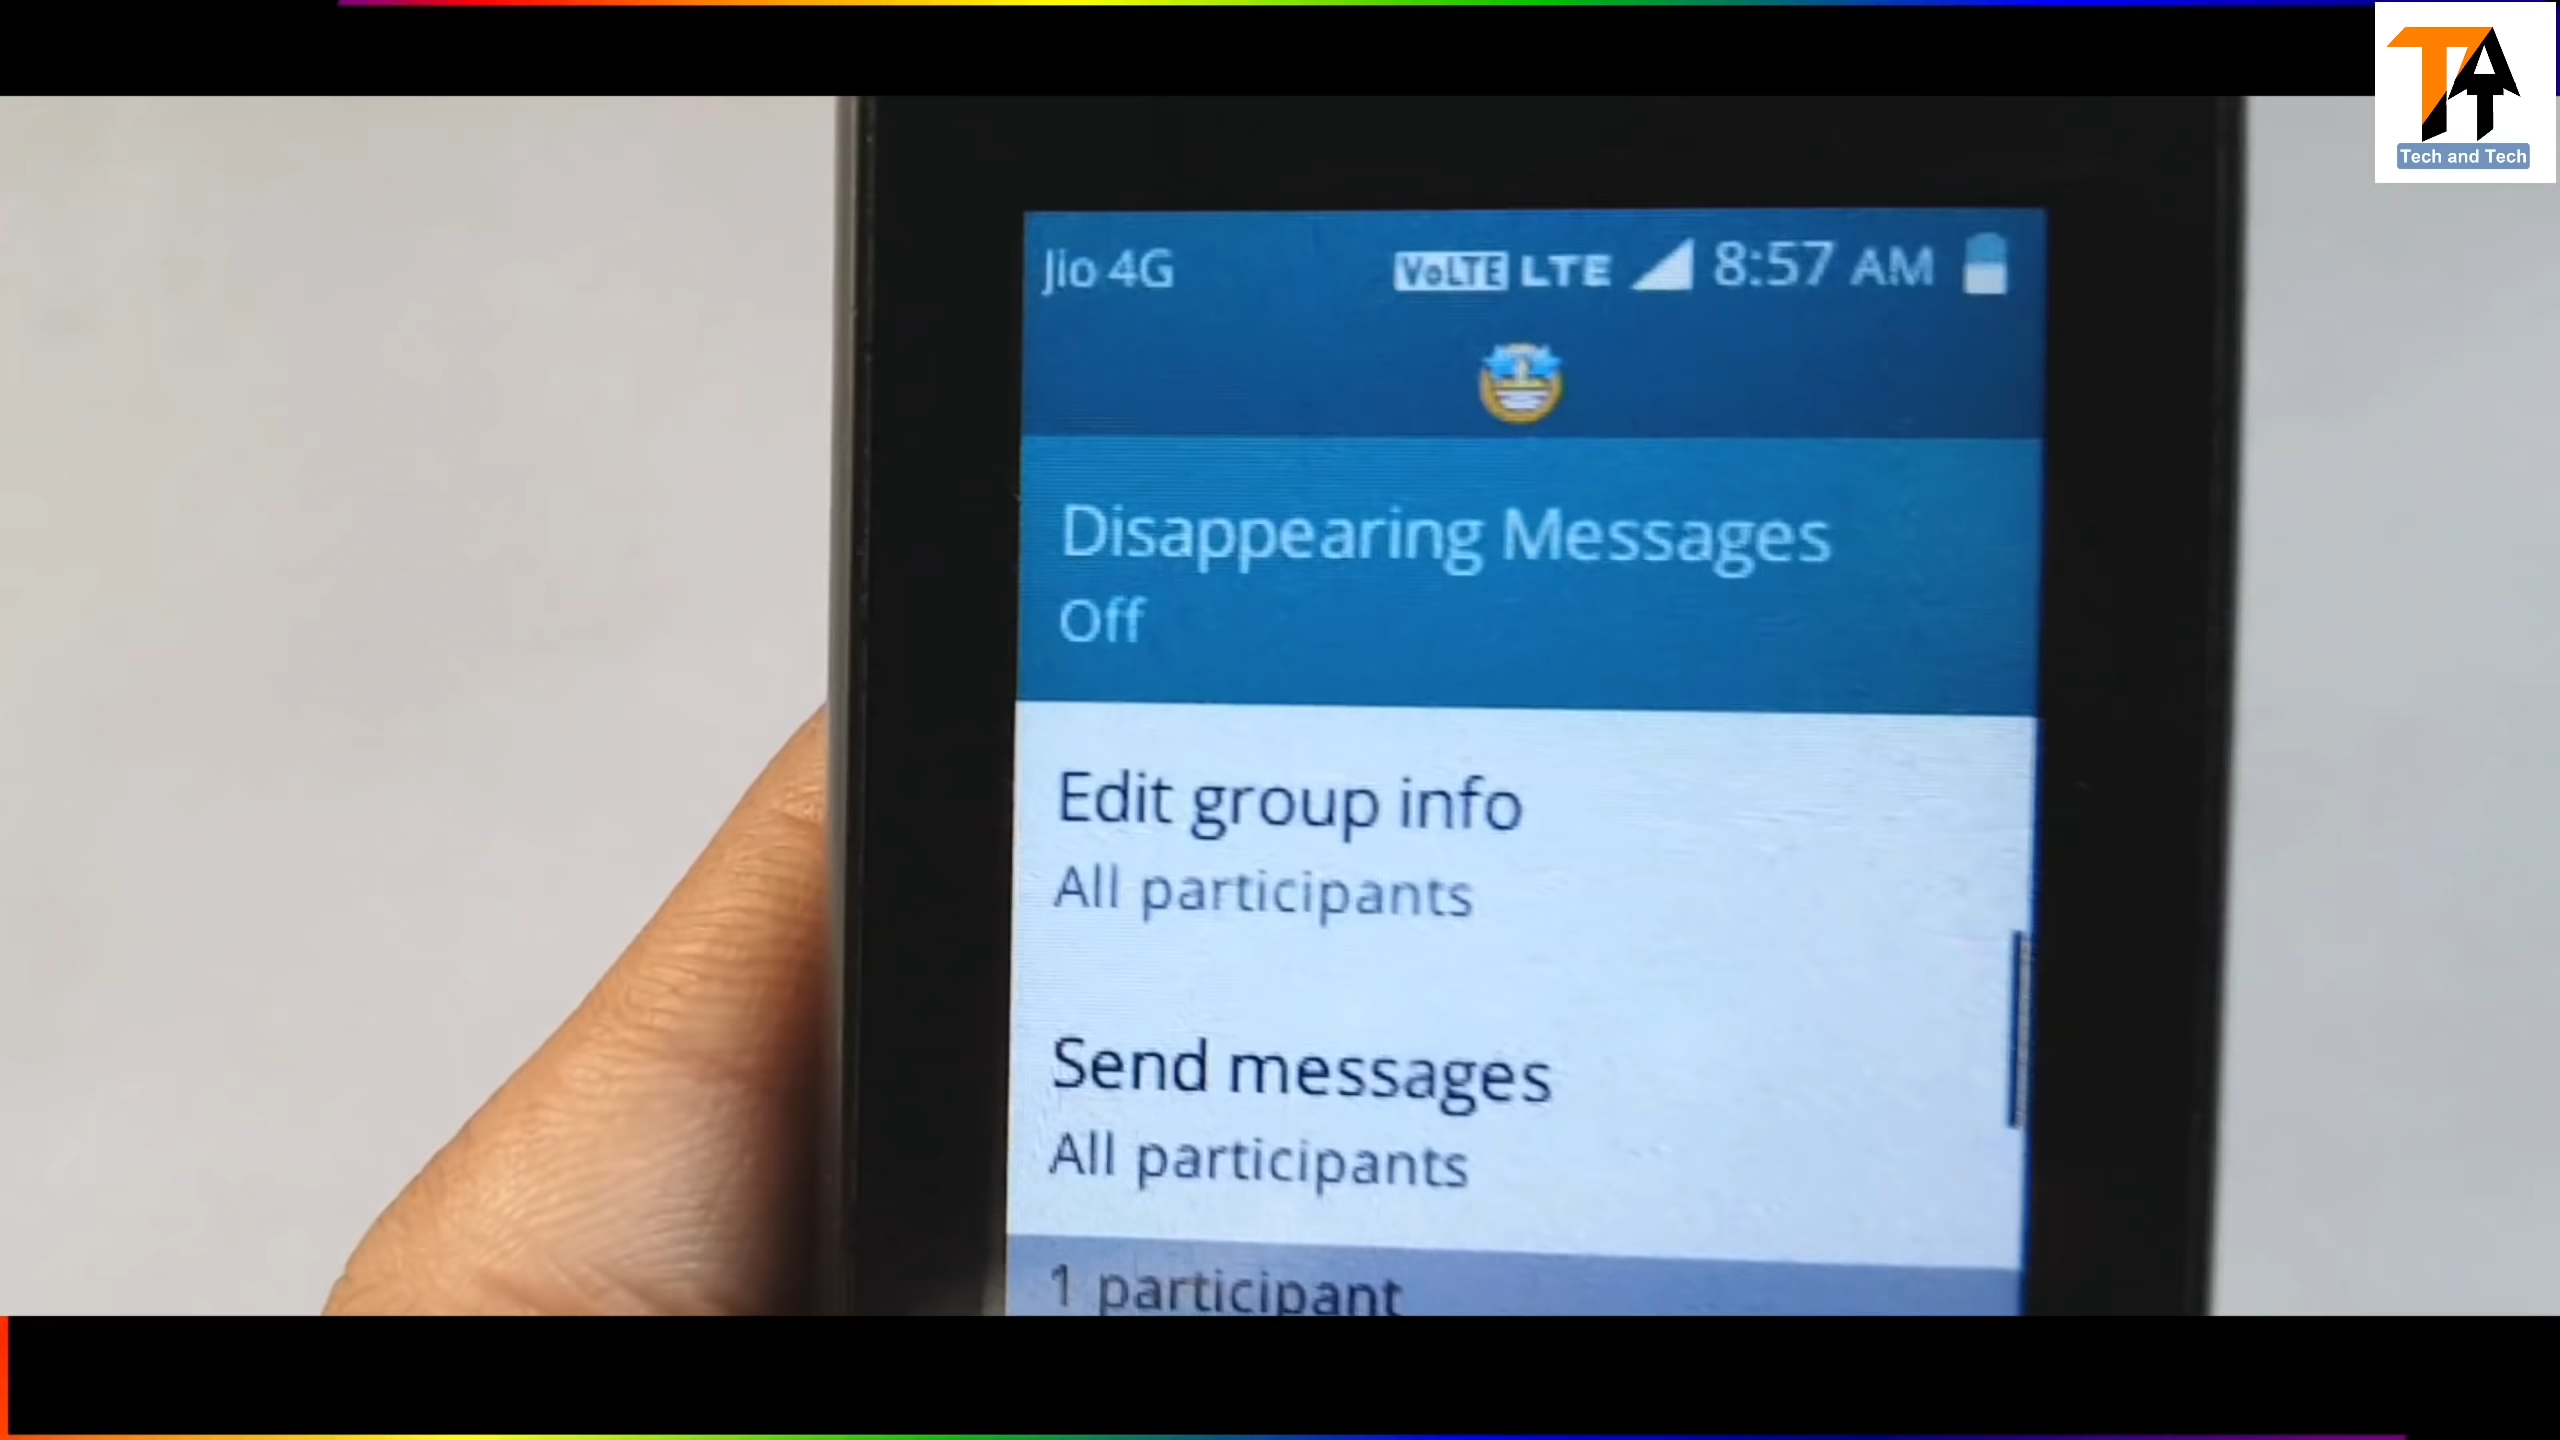 Tech and Tech
Jio 4G VoLTE LTE 8:57 AM
Disappearing Messages
Off
Edit group info
All participants
Send messages
All participants
1 participant